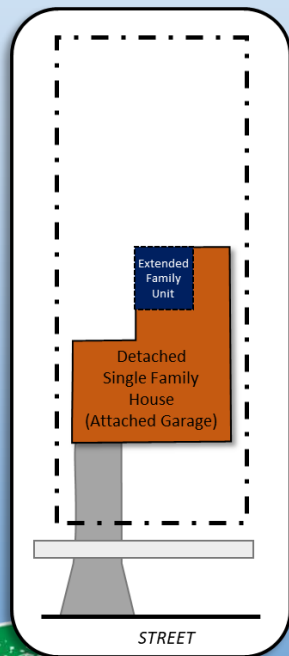 Extended
Family
Unit
Detached
Single Family
House
(Attached Garage)
STREET